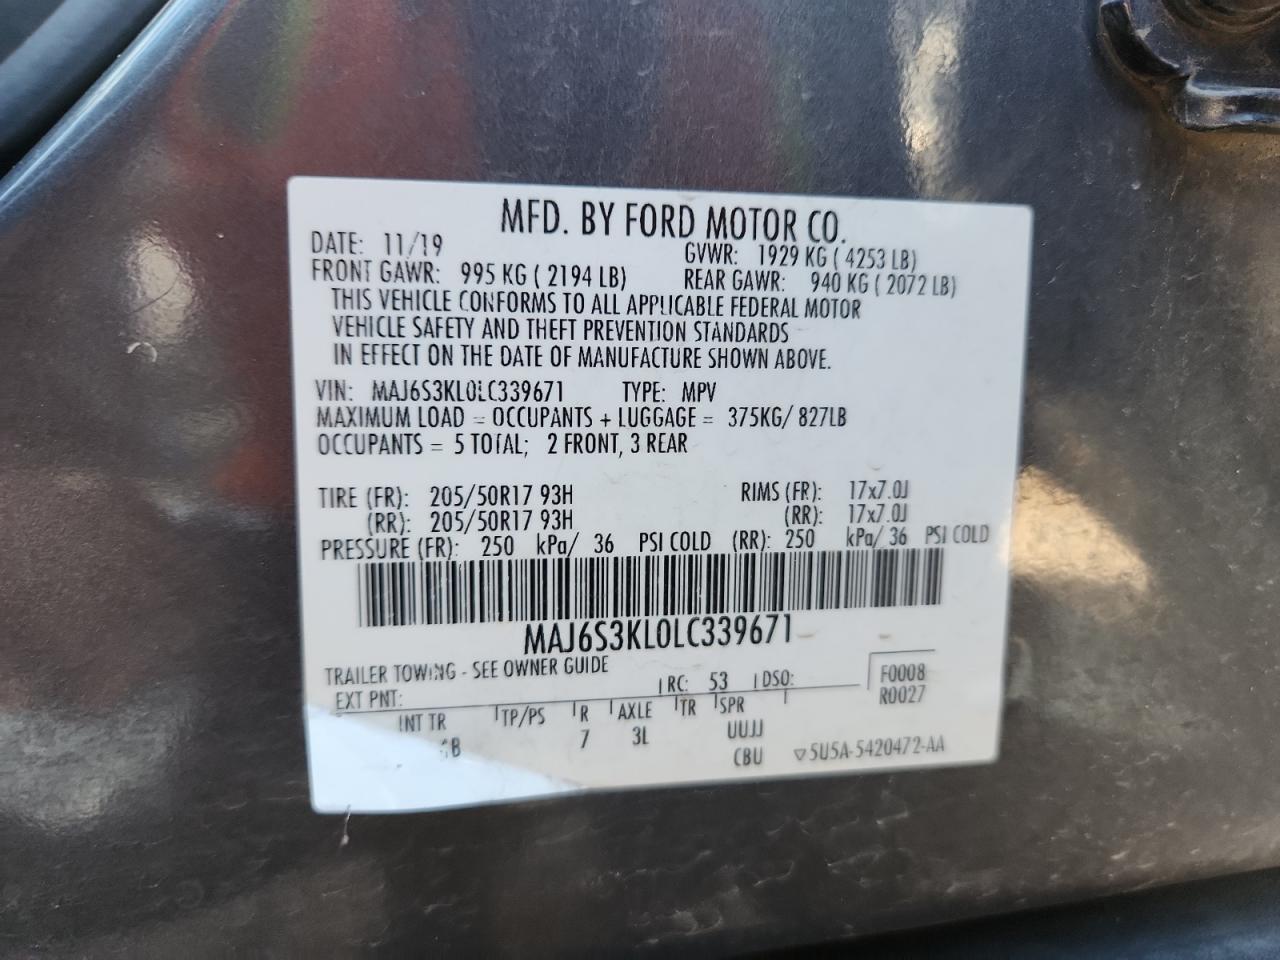 MFD. BY FORD MOTOR CO.
DATE: 11/19 GVWR: 1929 KG ( 4253 LB)
FRONT GAWR: 995 KG ( 2194 LB) REAR GAWR: 940 KG ( 2072 LB)
THIS VEHICLE CONFORMS TO ALL APPLICABLE FEDERAL MOTOR
VEHICLE SAFETY AND THEFT PREVENTION STANDARDS
IN EFFECT ON THE DATE OF MANUFACTURE SHOWN ABOVE.
VIN: MAJ6S3KL0LC339671 TYPE: MPV
MAXIMUM LOAD = OCCUPANTS + LUGGAGE = 375KG/ 827LB
OCCUPANTS = 5 TOTAL; 2 FRONT, 3 REAR
TIRE (FR): 205/50R17 93H RIMS (FR): 17x7.0J
(RR): 205/50R17 93H (RR): 17x7.0J
PRESSURE (FR): 250 kPa/ 36 PSI COLD (RR): 250 kPa/ 36 PSI COLD
MAJ6S3KL0LC339671
TRAILER TOWING - SEE OWNER GUIDE
EXT PNT: RC: 53 DSO: F0008
R0027
INT TR TP/PS R AXLE TR SPR
7 3L UUJJ
CBU 5U5A-5420472-AA